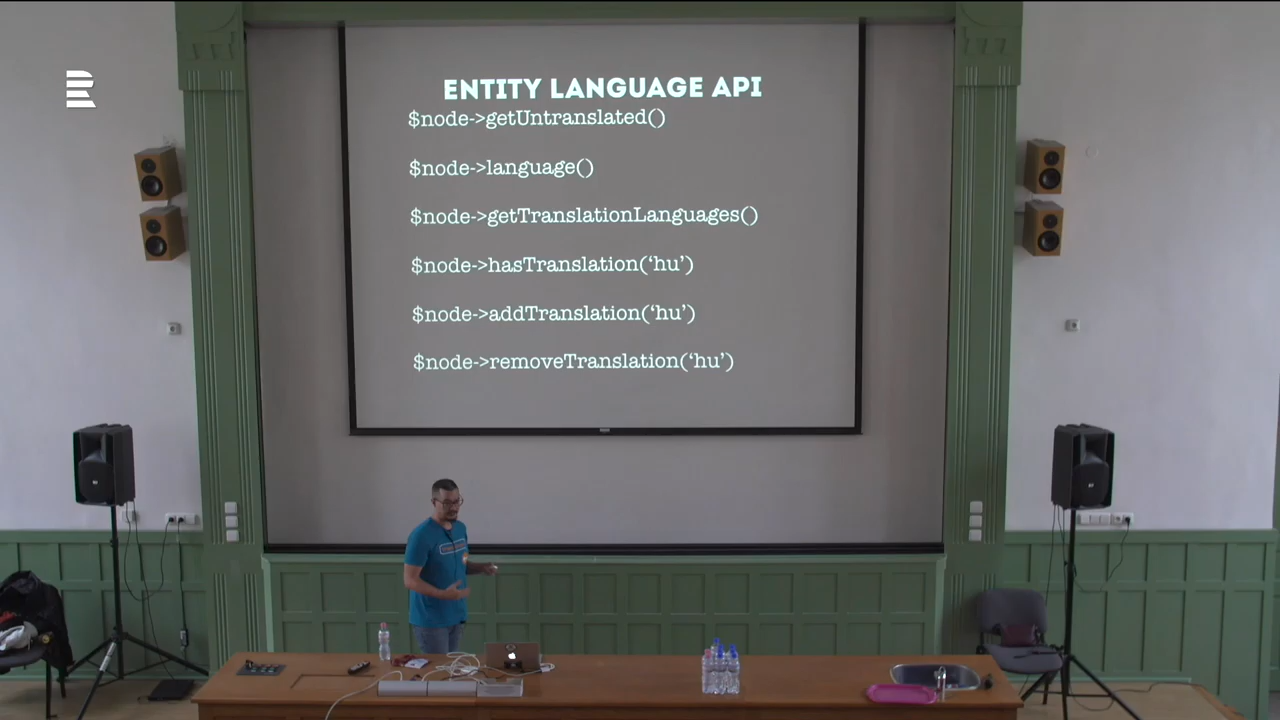 ENTITY LANGUAGE API
$node->getUntranslated()
$node->language()
$node->getTranslationLanguages()
$node->hasTranslation(‘hu’)
$node->addTranslation(‘hu’)
$node->removeTranslation(‘hu’)